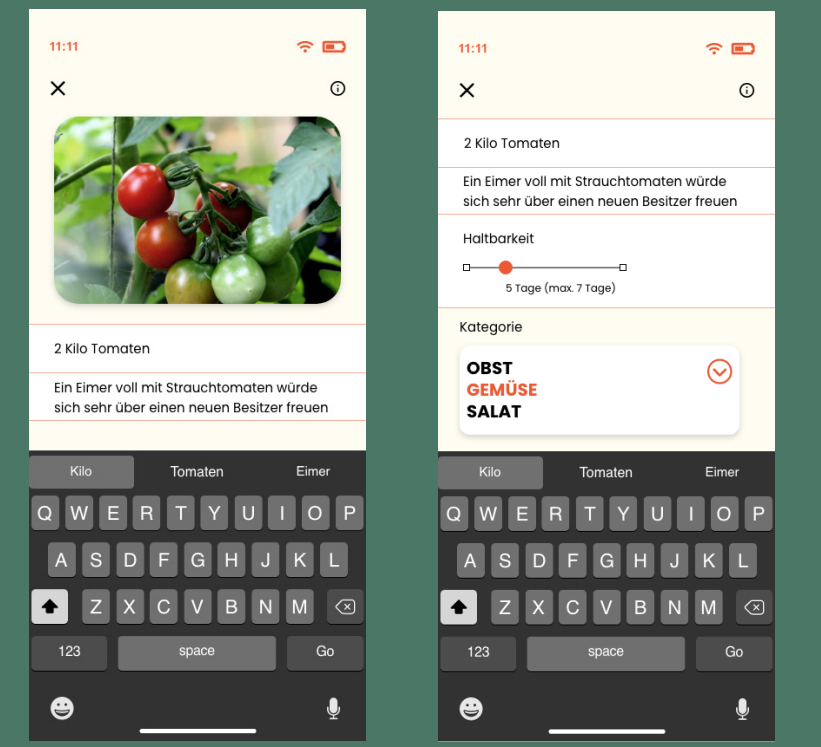 11:11
2 Kilo Tomaten
Ein Eimer voll mit Strauchtomaten würde
sich sehr über einen neuen Besitzer freuen
Kilo Tomaten Eimer
Q W E R T Y U I O P
A S D F G H J K L
Z X C V B N M
123 space Go
11:11
2 Kilo Tomaten
Ein Eimer voll mit Strauchtomaten würde
sich sehr über einen neuen Besitzer freuen
Haltbarkeit
5 Tage (max. 7 Tage)
Kategorie
OBST
GEMÜSE
SALAT
Kilo Tomaten Eimer
Q W E R T Y U I O P
A S D F G H J K L
Z X C V B N M
123 space Go